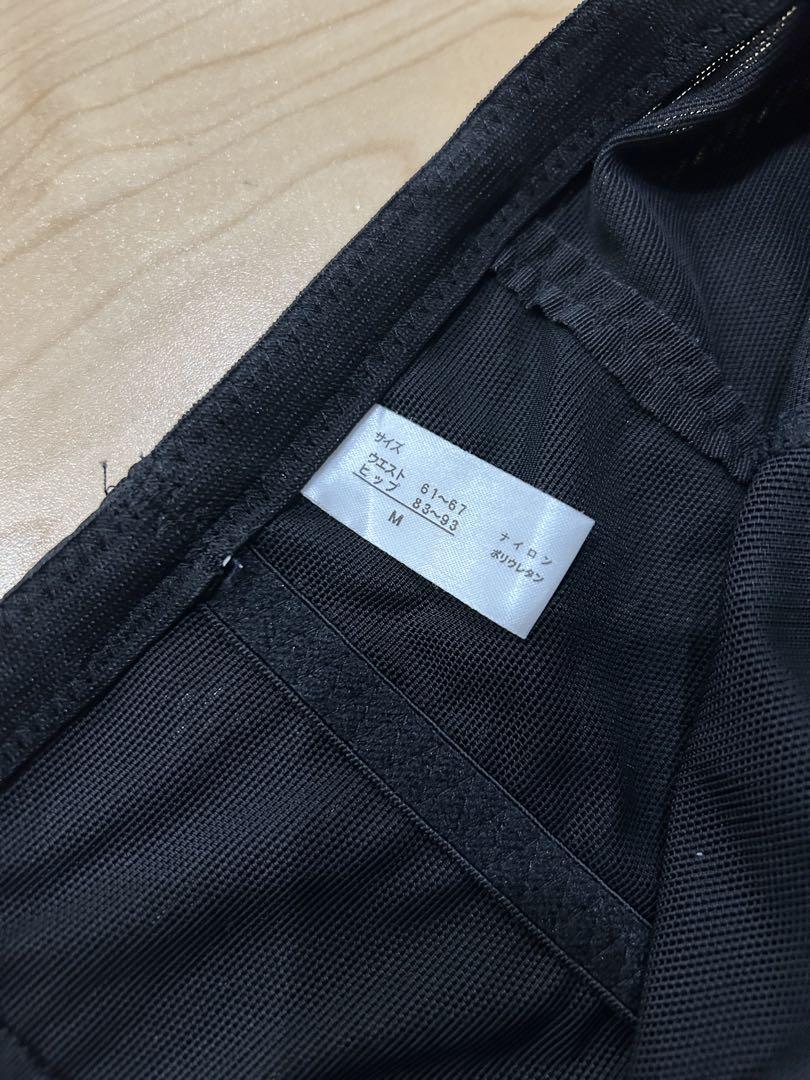 サイズ
ウエスト 61~67
ヒップ 83~93
M
ナイロン
ポリウレタン